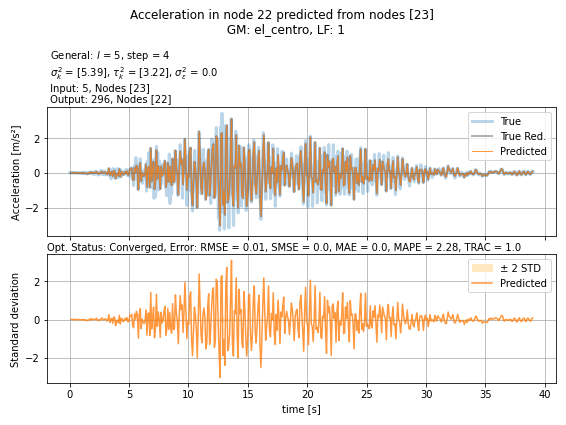 Acceleration in node 22 predicted from nodes [23]
GM: el_centro, LF: 1
General: l = 5, step = 4
σ²ₖ = [5.39], τ²ₖ = [3.22], σ²_ε = 0.0
Input: 5, Nodes [23]
Output: 296, Nodes [22]
Acceleration [m/s²]
2
0
−2
True
True Red.
Predicted
Opt. Status: Converged, Error: RMSE = 0.01, SMSE = 0.0, MAE = 0.0, MAPE = 2.28, TRAC = 1.0
Standard deviation
2
0
−2
± 2 STD
Predicted
0 5 10 15 20 25 30 35 40
time [s]